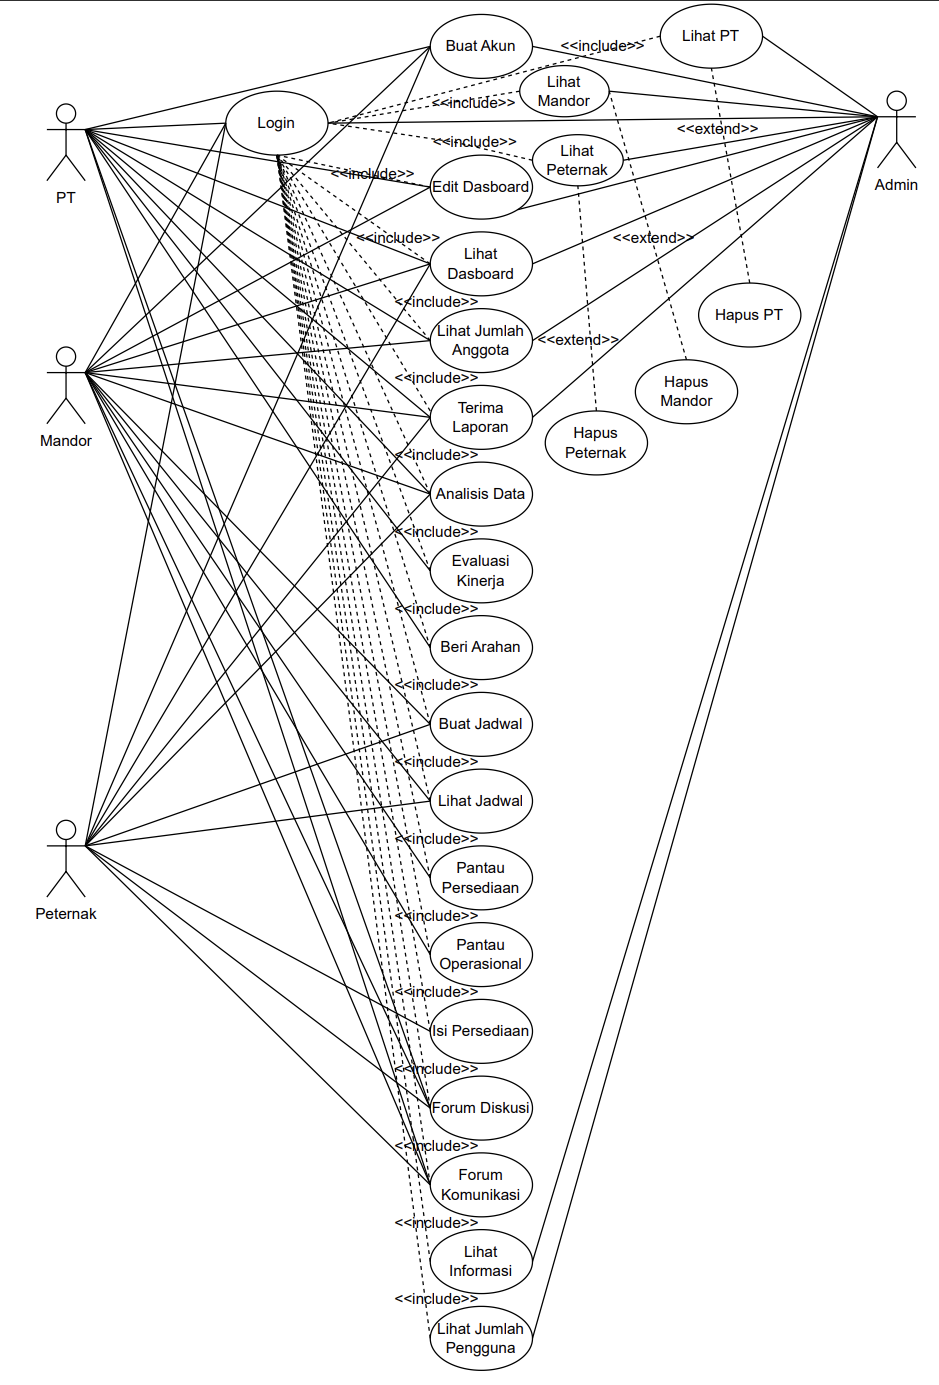 Buat Akun
<<include>>
Lihat PT
Lihat
Mandor
<<include>>
Login
<<extend>>
<<include>>
Lihat
Peternak
<<include>>
Edit Dasboard
PT
Admin
<<include>>
<<extend>>
Lihat
Dasboard
<<include>>
Hapus PT
Lihat Jumlah
Anggota
<<extend>>
<<include>>
Hapus
Mandor
Terima
Laporan
Mandor
Hapus
Peternak
<<include>>
Analisis Data
<<include>>
Evaluasi
Kinerja
<<include>>
Beri Arahan
<<include>>
Buat Jadwal
<<include>>
Lihat Jadwal
<<include>>
Pantau
Persediaan
Peternak
<<include>>
Pantau
Operasional
<<include>>
Isi Persediaan
<<include>>
Forum Diskusi
<<include>>
Forum
Komunikasi
<<include>>
Lihat
Informasi
<<include>>
Lihat Jumlah
Pengguna